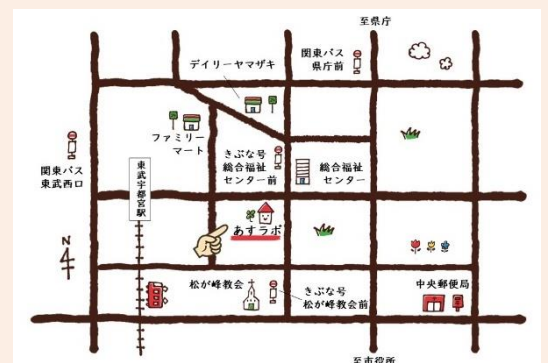 至県庁
関東バス
県庁前
デイリーヤマザキ
ファミリー
マート
関東バス
東武西口
きぶな号
総合福祉
センター前
総合福祉
センター
東武宇都宮駅
あすラボ
N
松が峰教会
きぶな号
松が峰教会前
中央郵便局
至市役所